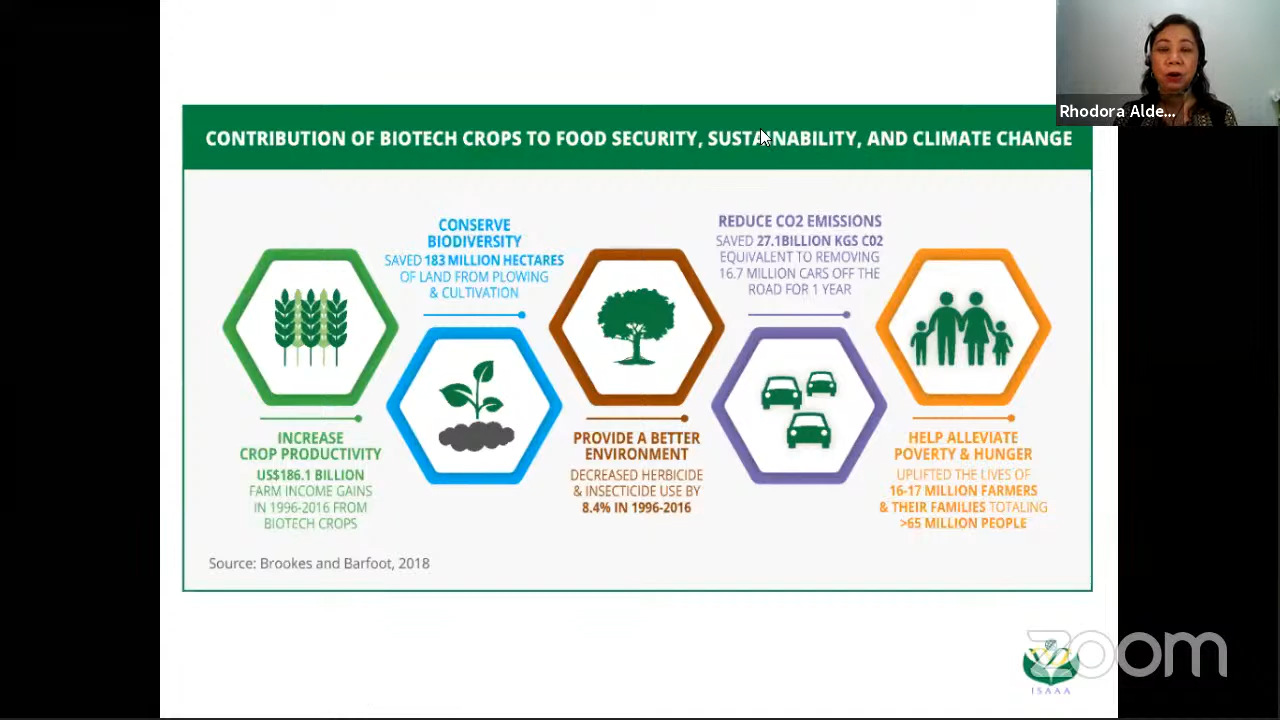 Rhodora Alde...
CONTRIBUTION OF BIOTECH CROPS TO FOOD SECURITY, SUSTAINABILITY, AND CLIMATE CHANGE
INCREASE
CROP PRODUCTIVITY
US$186.1 BILLION
FARM INCOME GAINS
IN 1996-2016 FROM
BIOTECH CROPS
CONSERVE
BIODIVERSITY
SAVED 183 MILLION HECTARES
OF LAND FROM PLOWING
& CULTIVATION
PROVIDE A BETTER
ENVIRONMENT
DECREASED HERBICIDE
& INSECTICIDE USE BY
8.4% IN 1996-2016
REDUCE CO2 EMISSIONS
SAVED 27.1BILLION KGS C02
EQUIVALENT TO REMOVING
16.7 MILLION CARS OFF THE
ROAD FOR 1 YEAR
HELP ALLEVIATE
POVERTY & HUNGER
UPLIFTED THE LIVES OF
16-17 MILLION FARMERS
& THEIR FAMILIES TOTALING
>65 MILLION PEOPLE
Source: Brookes and Barfoot, 2018
zoom
ISAAA